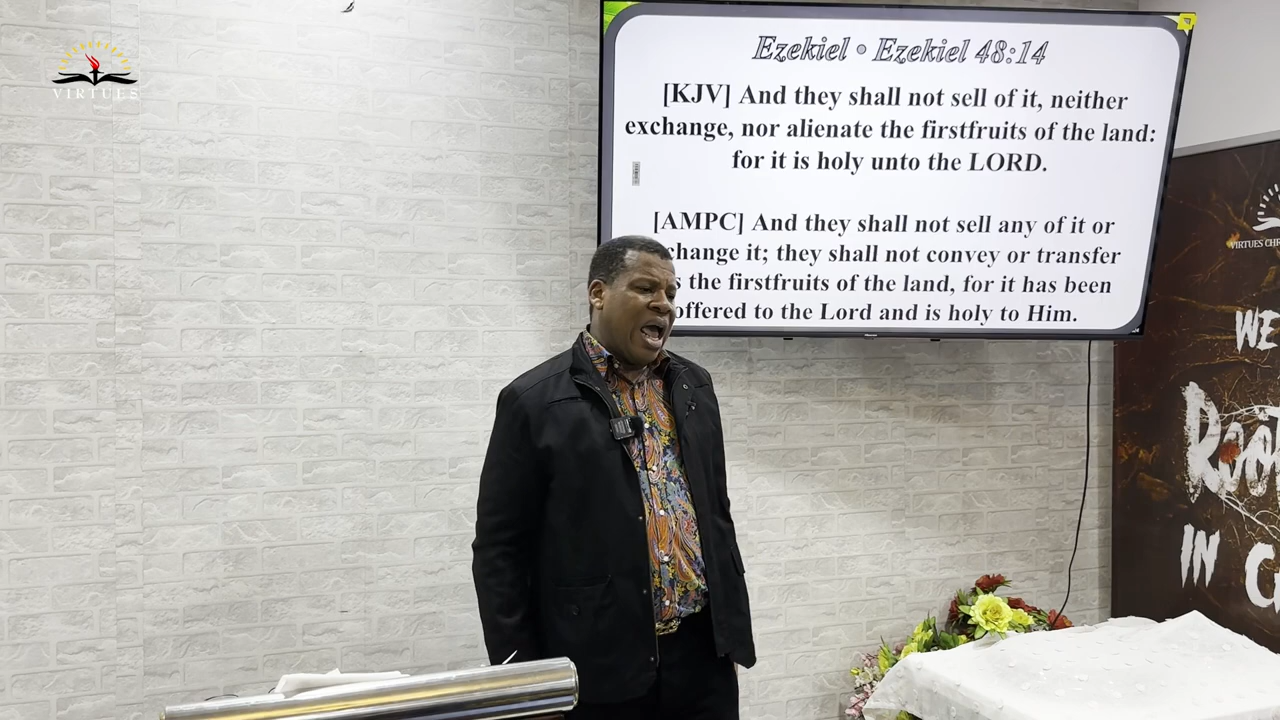 VIRTUES
Ezekiel • Ezekiel 48:14
[KJV] And they shall not sell of it, neither
exchange, nor alienate the firstfruits of the land:
for it is holy unto the LORD.
[AMPC] And they shall not sell any of it or
change it; they shall not convey or transfer
the firstfruits of the land, for it has been
offered to the Lord and is holy to Him.
VIRTUES CHR
WE
Roo
IN C